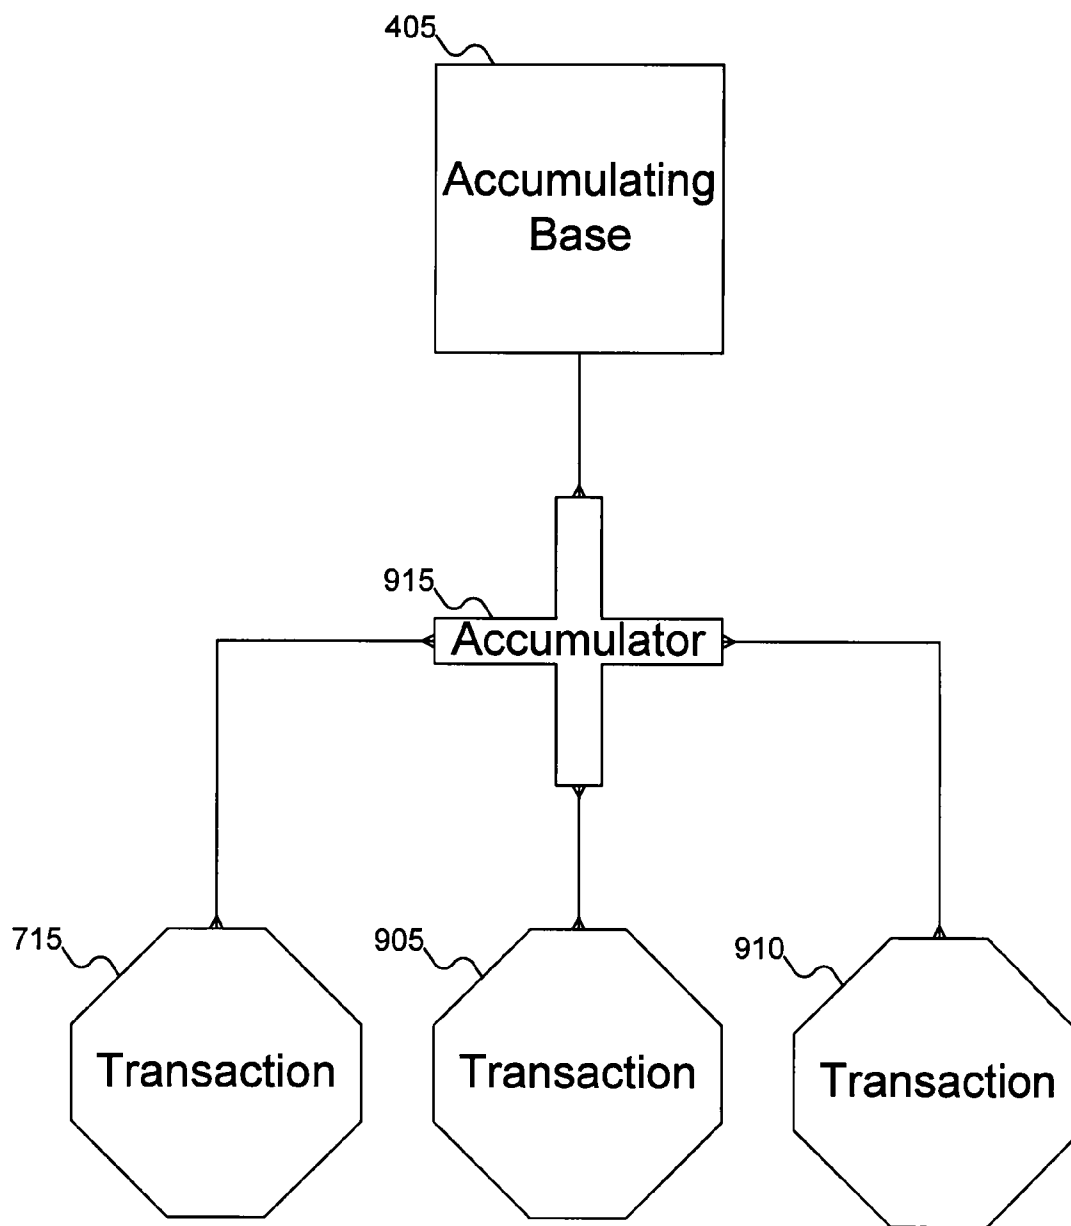 405
Accumulating
Base
915
Accumulator
715
905
910
Transaction
Transaction
Transaction